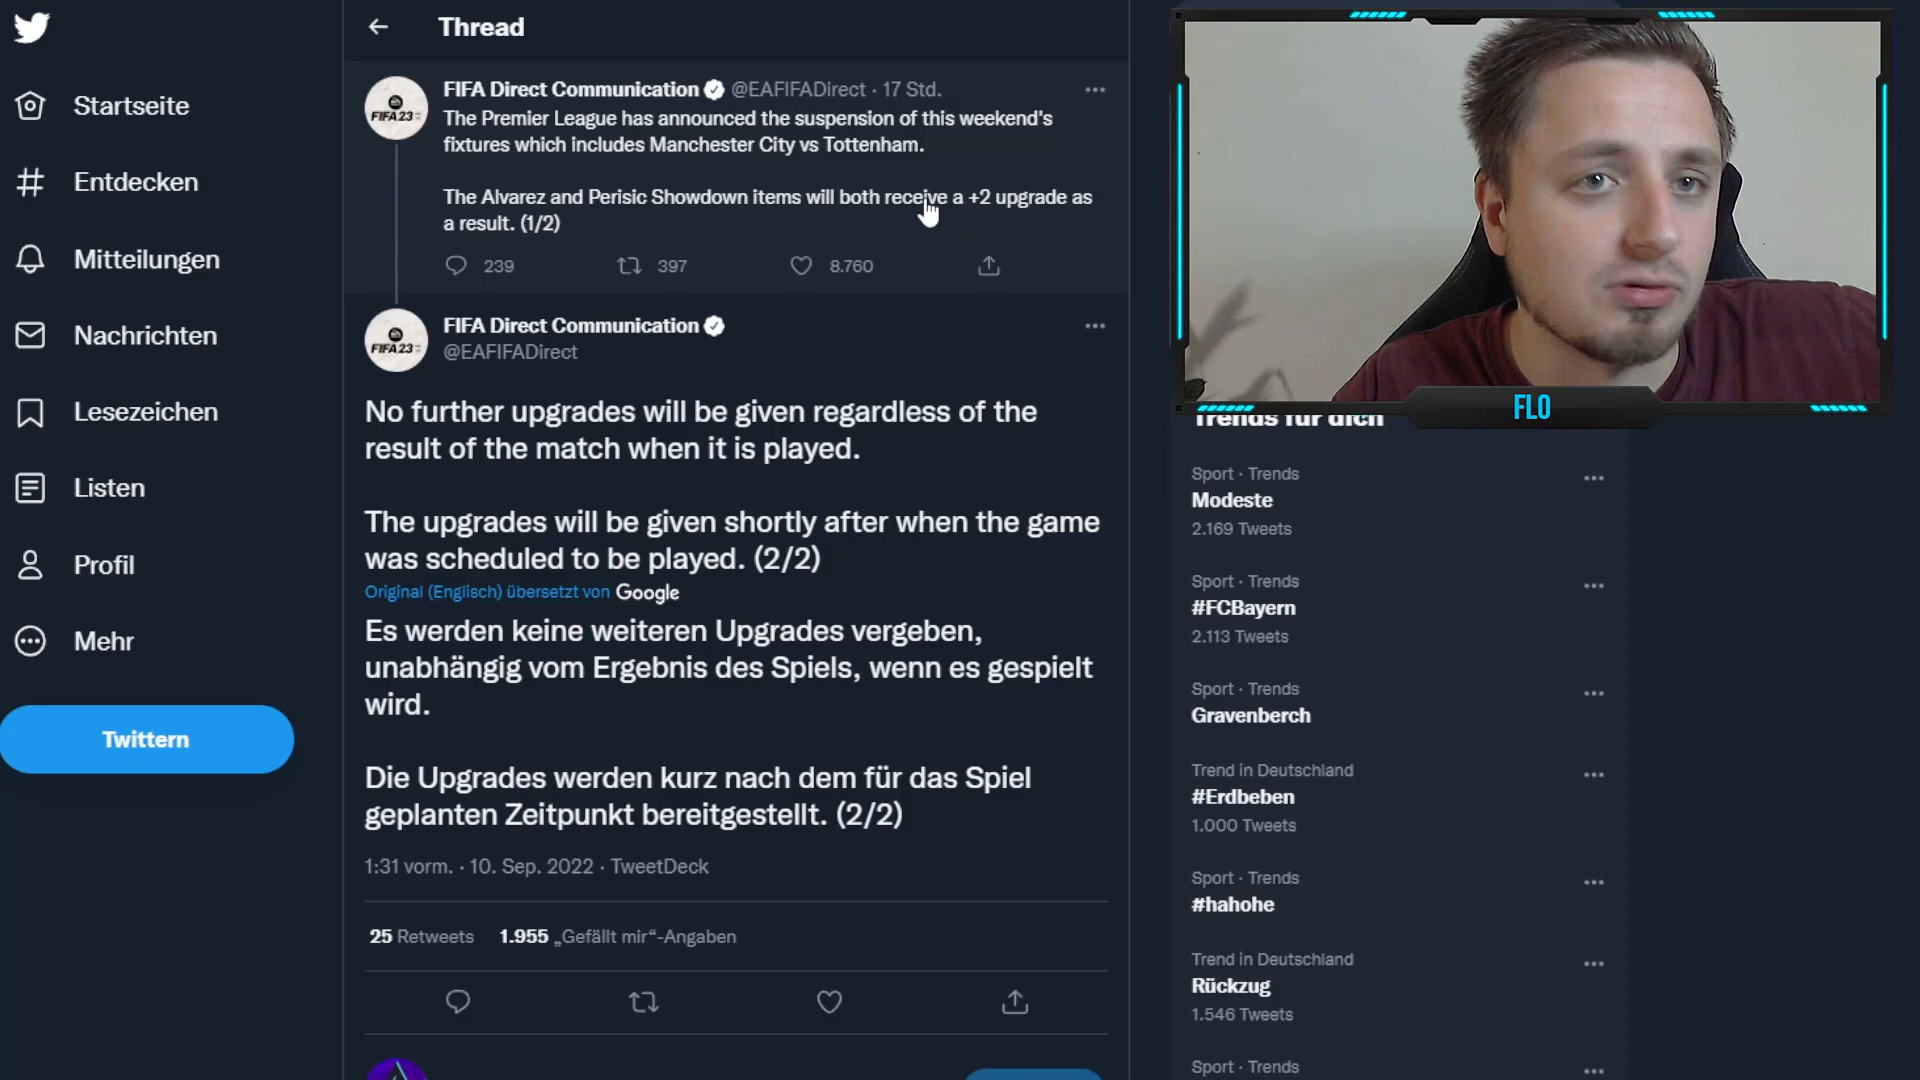 Thread
Startseite
Entdecken
Mitteilungen
Nachrichten
Lesezeichen
Listen
Profil
Mehr
Twittern
FIFA 23
FIFA Direct Communication @EAFIFADirect · 17 Std.
The Premier League has announced the suspension of this weekend's
fixtures which includes Manchester City vs Tottenham.
The Alvarez and Perisic Showdown items will both receive a +2 upgrade as
a result. (1/2)
239 397 8.760
FIFA 23
FIFA Direct Communication
@EAFIFADirect
No further upgrades will be given regardless of the
result of the match when it is played.
The upgrades will be given shortly after when the game
was scheduled to be played. (2/2)
Original (Englisch) übersetzt von Google
Es werden keine weiteren Upgrades vergeben,
unabhängig vom Ergebnis des Spiels, wenn es gespielt
wird.
Die Upgrades werden kurz nach dem für das Spiel
geplanten Zeitpunkt bereitgestellt. (2/2)
1:31 vorm. · 10. Sep. 2022 · TweetDeck
25 Retweets 1.955 „Gefällt mir“-Angaben
FLO
Trends für dich
Sport · Trends
Modeste
2.169 Tweets
Sport · Trends
#FCBayern
2.113 Tweets
Sport · Trends
Gravenberch
Trend in Deutschland
#Erdbeben
1.000 Tweets
Sport · Trends
#hahohe
Trend in Deutschland
Rückzug
1.546 Tweets
Sport · Trends